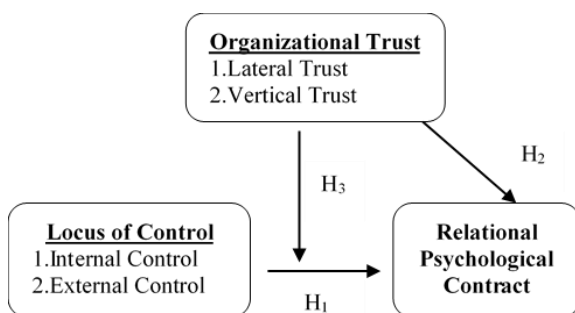 Organizational Trust
1.Lateral Trust
2.Vertical Trust
H₂
H₃
Locus of Control
1.Internal Control
2.External Control
H₁
Relational
Psychological
Contract